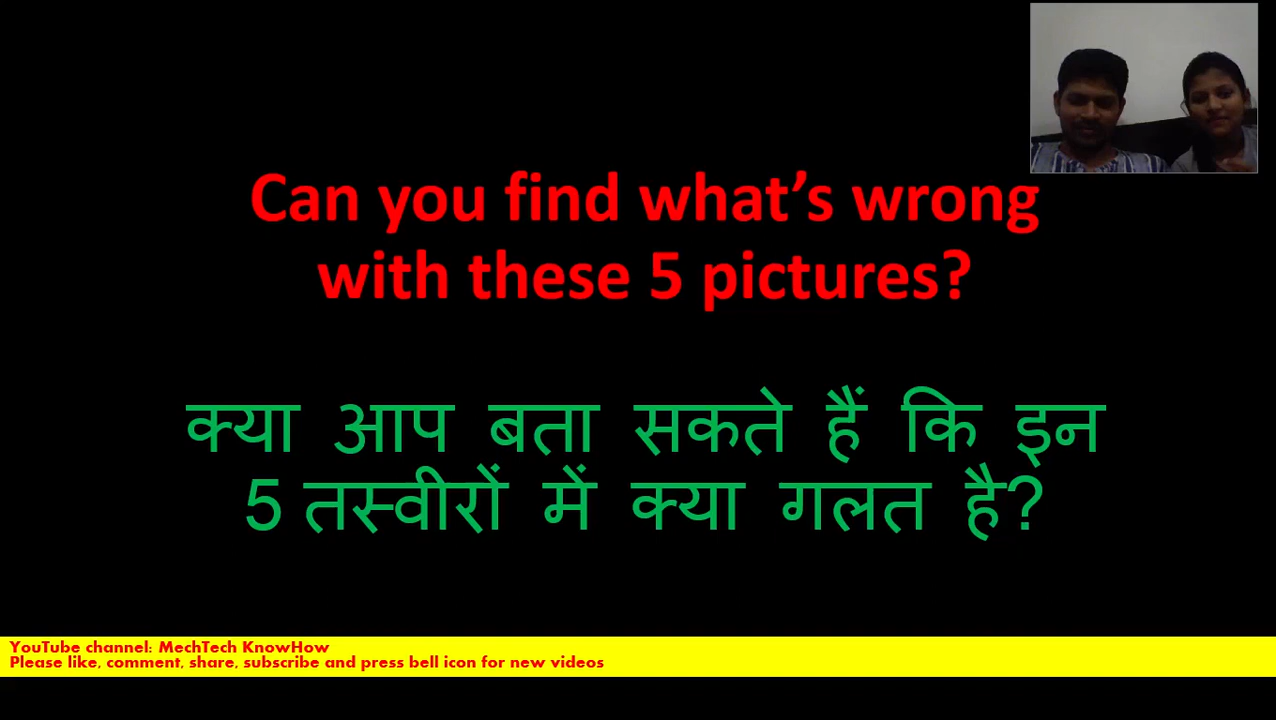 Can you find what’s wrong
with these 5 pictures?
क्या आप बता सकते हैं कि इन
5 तस्वीरों में क्या गलत है?
YouTube channel: MechTech KnowHow
Please like, comment, share, subscribe and press bell icon for new videos